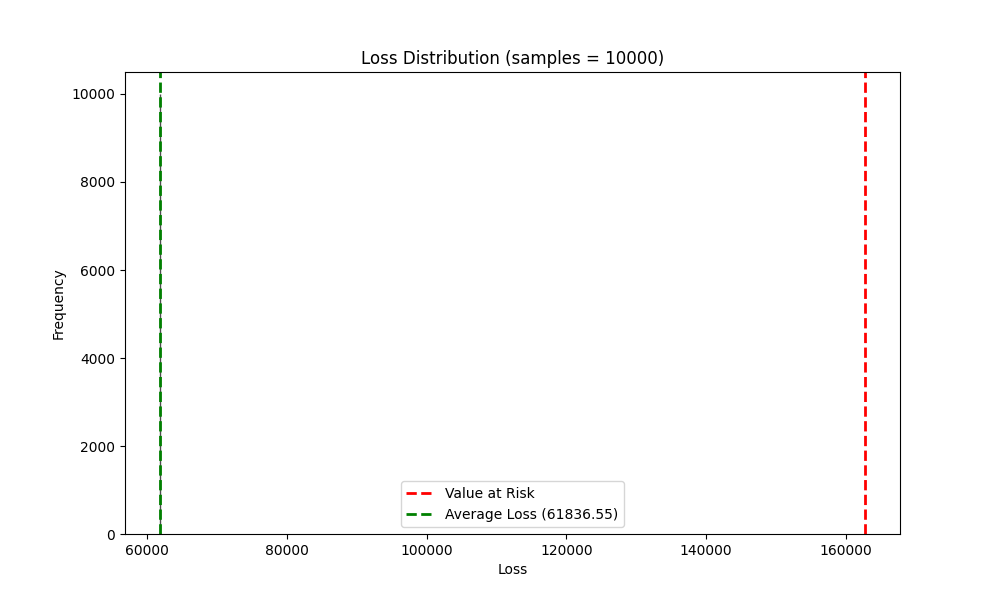 Loss Distribution (samples = 10000)
10000
8000
6000
4000
2000
0
Frequency
Value at Risk
Average Loss (61836.55)
60000 80000 100000 120000 140000 160000
Loss